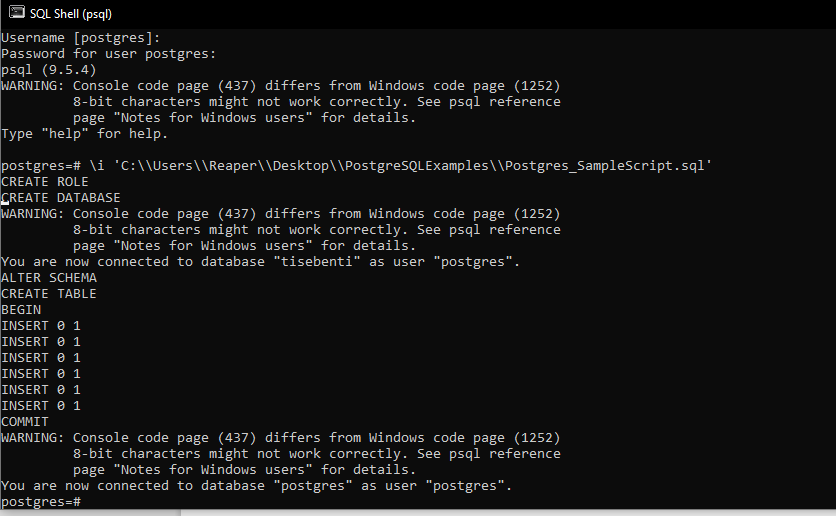 SQL Shell (psql)
Username [postgres]:
Password for user postgres:
psql (9.5.4)
WARNING: Console code page (437) differs from Windows code page (1252)
         8-bit characters might not work correctly. See psql reference
         page "Notes for Windows users" for details.
Type "help" for help.

postgres=# \i 'C:\\Users\\Reaper\\Desktop\\PostgreSQLExamples\\Postgres_SampleScript.sql'
CREATE ROLE
CREATE DATABASE
WARNING: Console code page (437) differs from Windows code page (1252)
         8-bit characters might not work correctly. See psql reference
         page "Notes for Windows users" for details.
You are now connected to database "tisebenti" as user "postgres".
ALTER SCHEMA
CREATE TABLE
BEGIN
INSERT 0 1
INSERT 0 1
INSERT 0 1
INSERT 0 1
INSERT 0 1
INSERT 0 1
COMMIT
WARNING: Console code page (437) differs from Windows code page (1252)
         8-bit characters might not work correctly. See psql reference
         page "Notes for Windows users" for details.
You are now connected to database "postgres" as user "postgres".
postgres=#